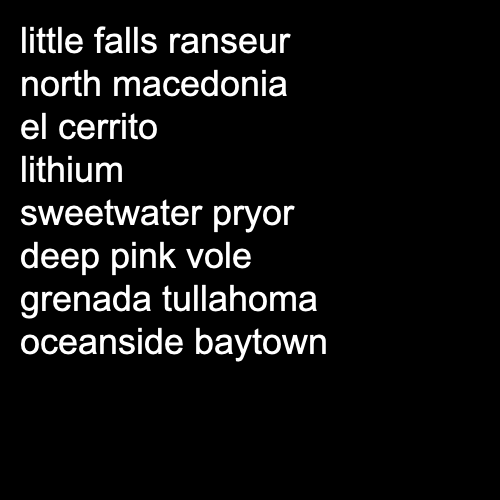 little falls ranseur
north macedonia
el cerrito
lithium
sweetwater pryor
deep pink vole
grenada tullahoma
oceanside baytown